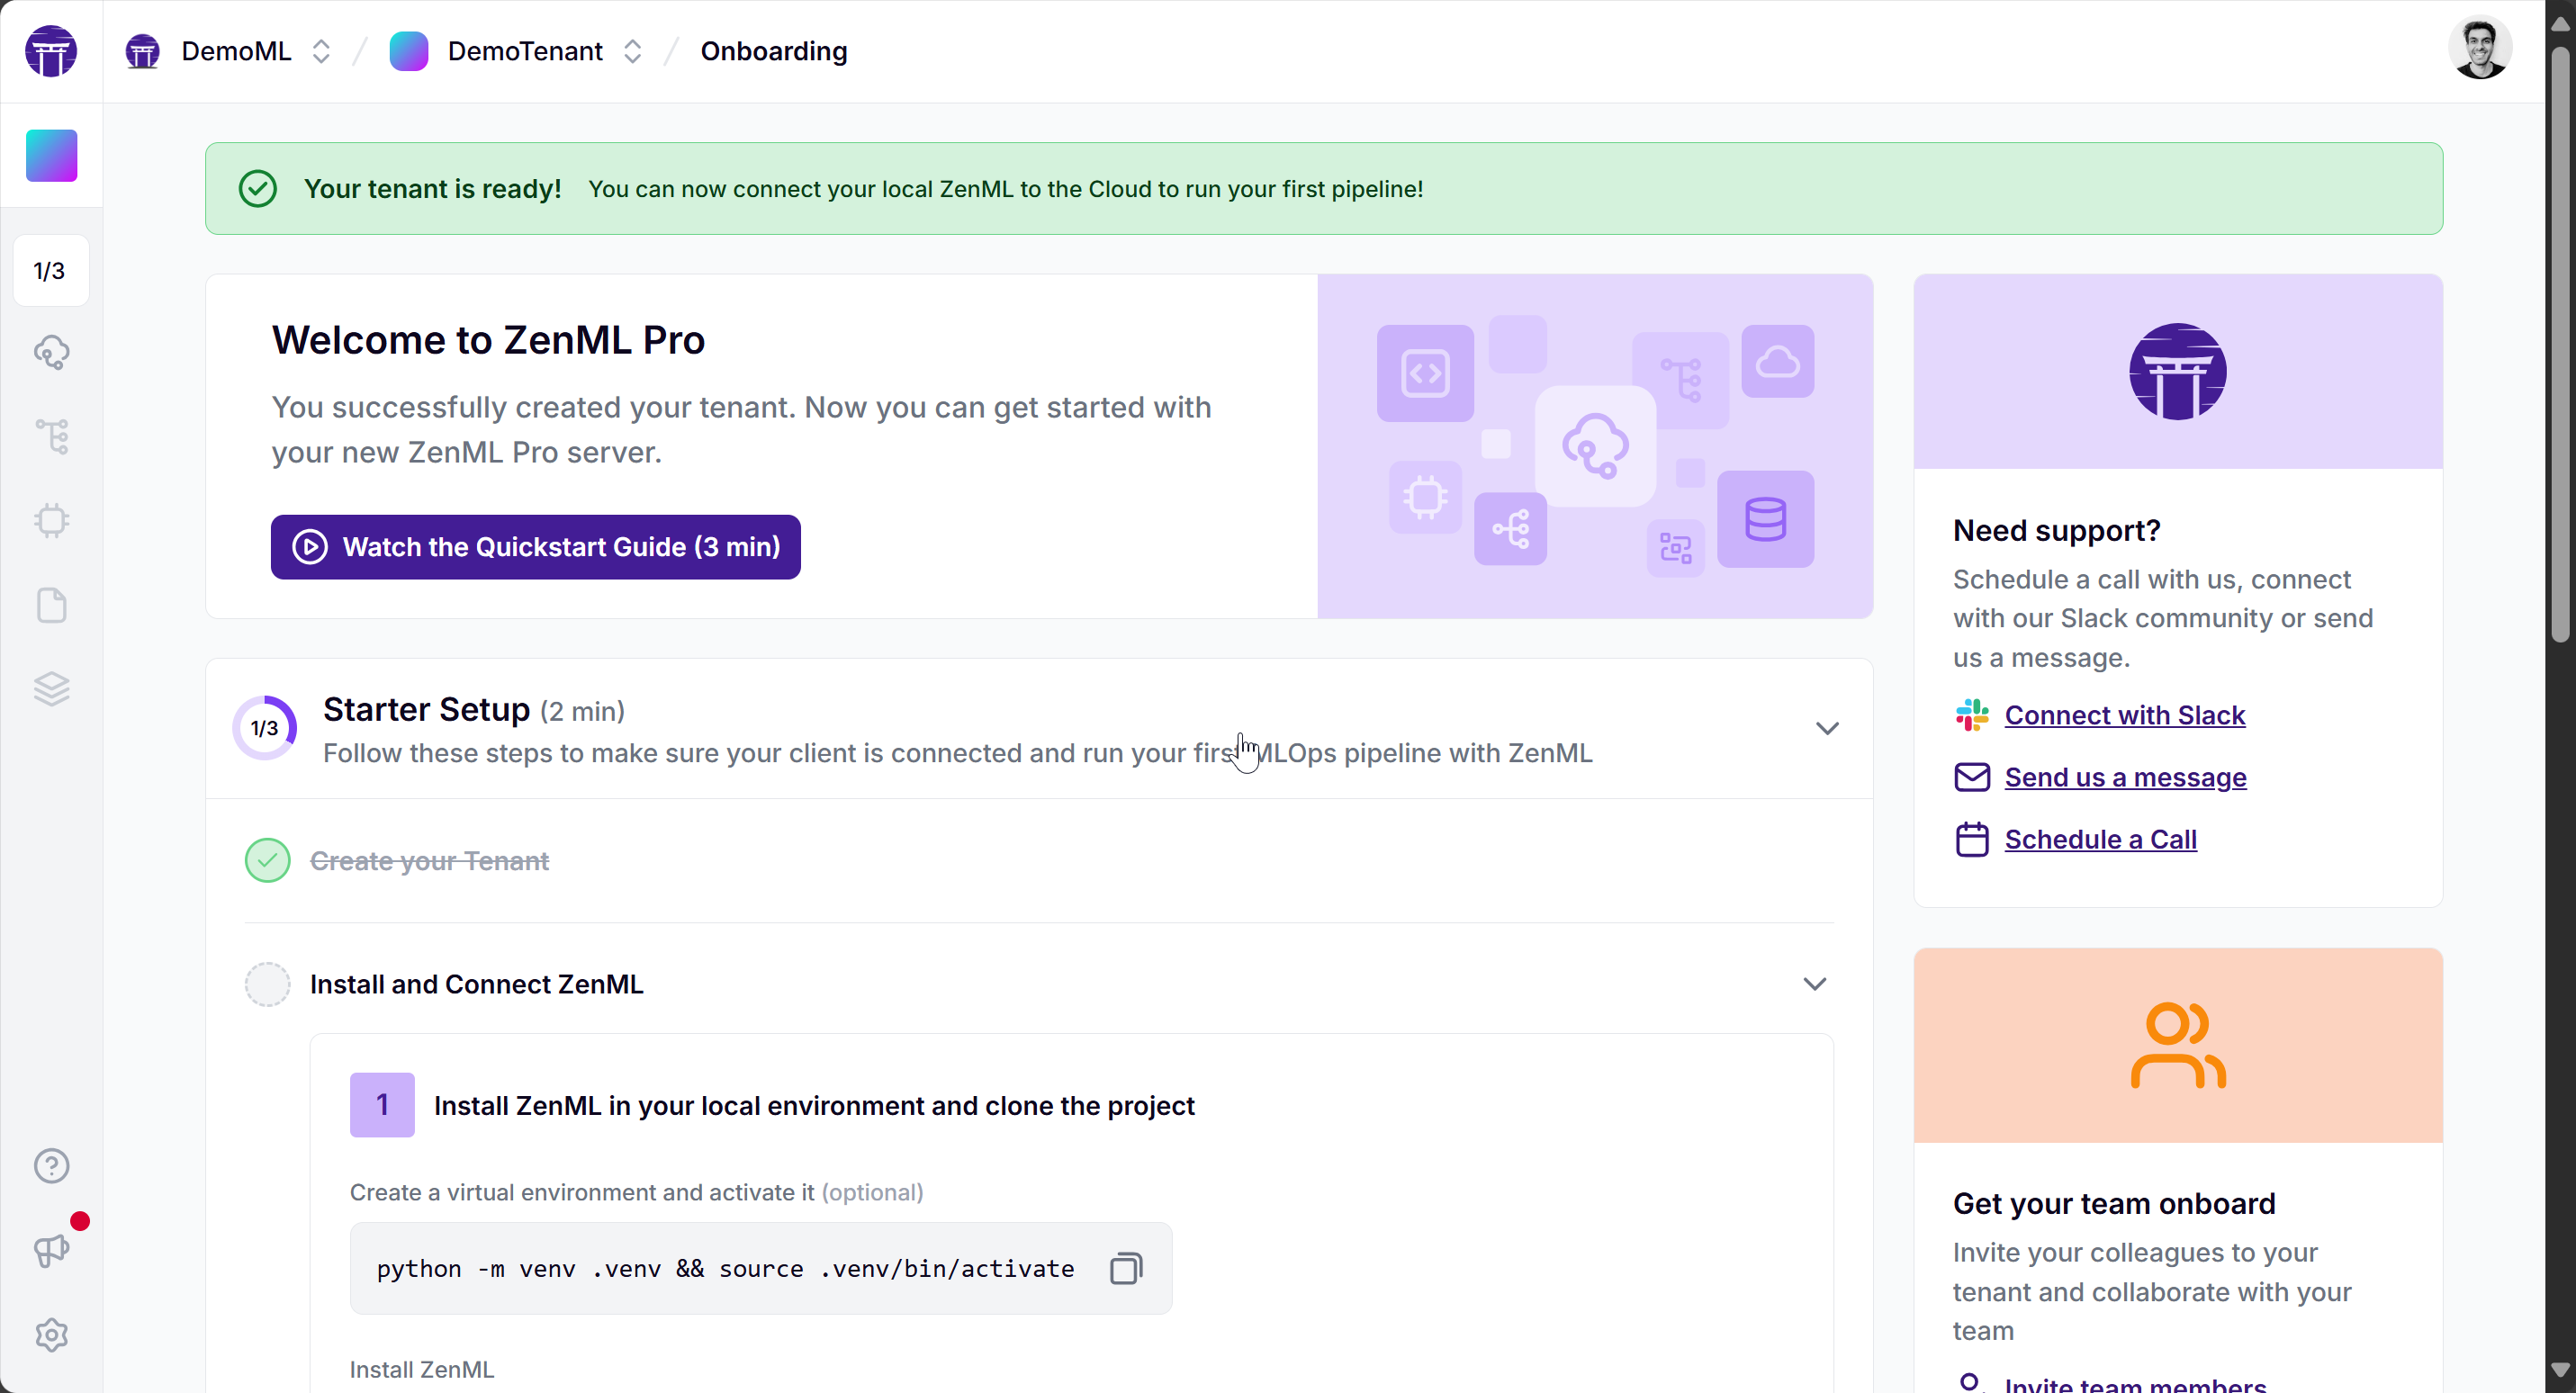 DemoML / DemoTenant / Onboarding
1/3
Your tenant is ready! You can now connect your local ZenML to the Cloud to run your first pipeline!
Welcome to ZenML Pro
You successfully created your tenant. Now you can get started with
your new ZenML Pro server.
Watch the Quickstart Guide (3 min)
1/3
Starter Setup (2 min)
Follow these steps to make sure your client is connected and run your first MLOps pipeline with ZenML
Create your Tenant
Install and Connect ZenML
1
Install ZenML in your local environment and clone the project
Create a virtual environment and activate it (optional)
python -m venv .venv && source .venv/bin/activate
Install ZenML
Need support?
Schedule a call with us, connect
with our Slack community or send
us a message.
Connect with Slack
Send us a message
Schedule a Call
Get your team onboard
Invite your colleagues to your
tenant and collaborate with your
team
Invite team members